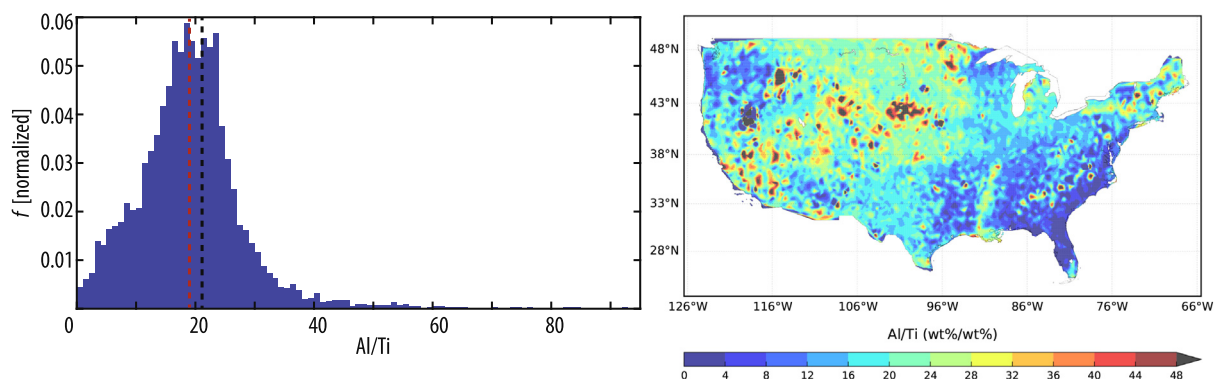 0.06
0.05
0.04
0.03
0.02
0.01
f [normalized]
0 20 40 60 80
Al/Ti
48°N
43°N
38°N
33°N
28°N
126°W 116°W 106°W 96°W 86°W 76°W 66°W
Al/Ti (wt%/wt%)
0 4 8 12 16 20 24 28 32 36 40 44 48